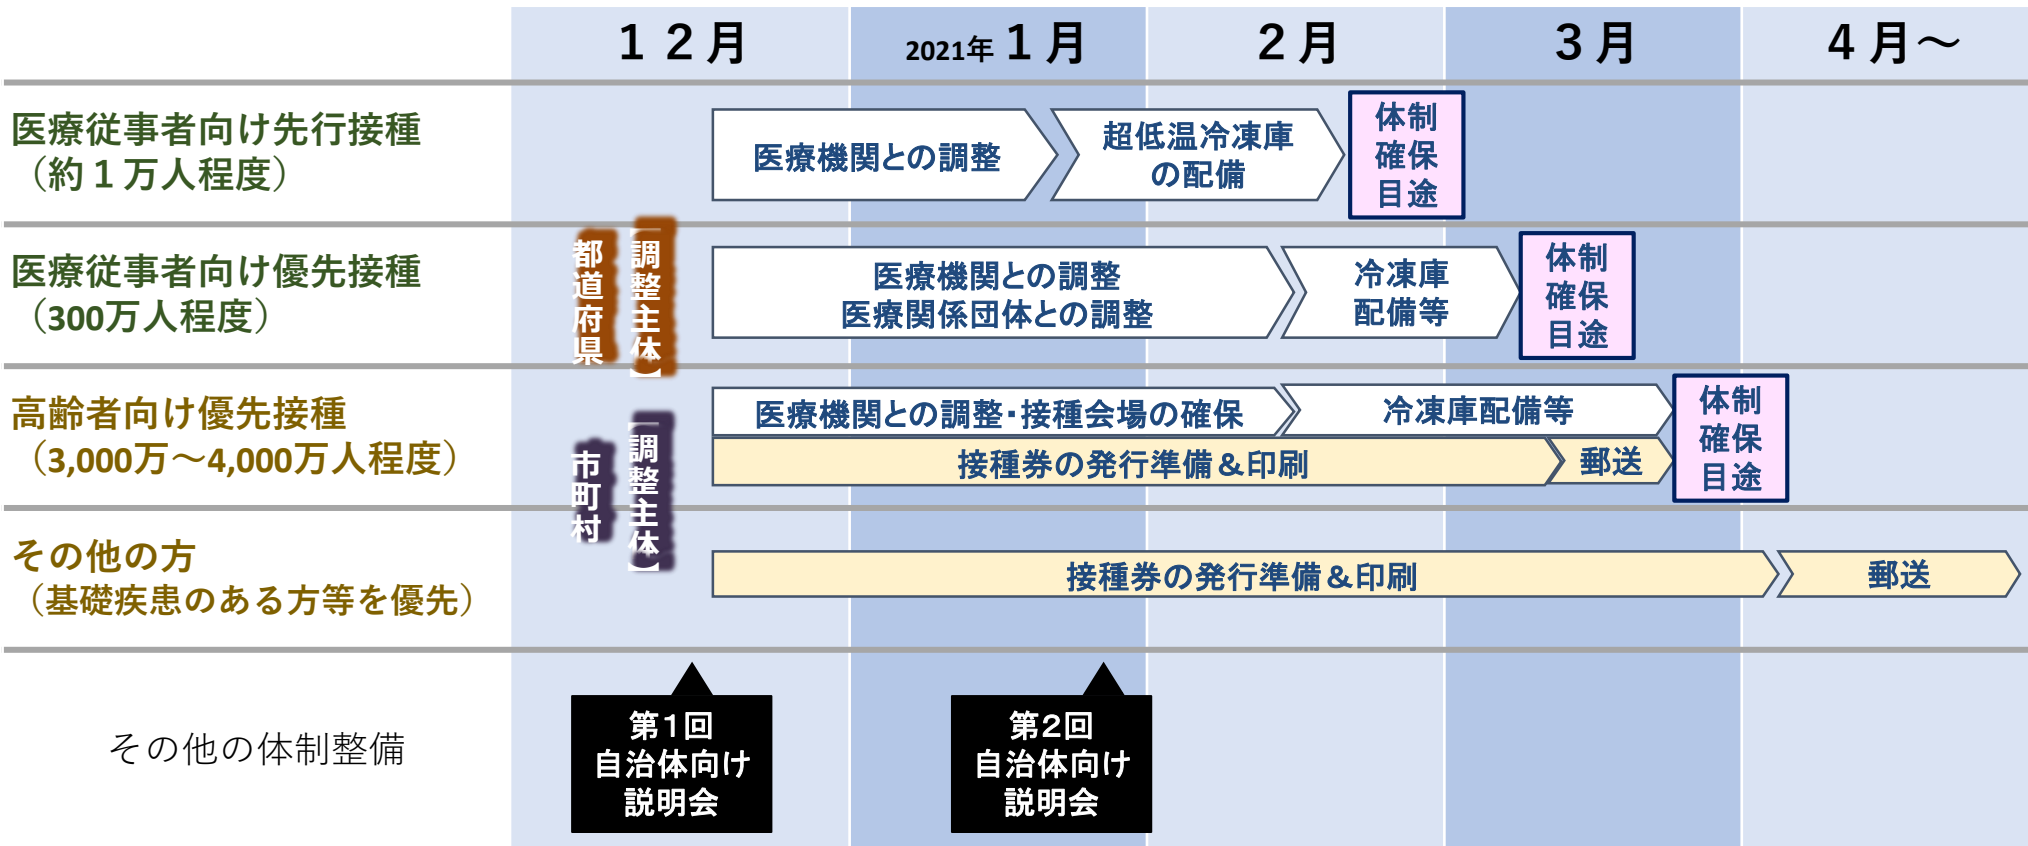 １２月
2021年 １月
２月
３月
４月～
医療従事者向け先行接種
（約１万人程度）
医療機関との調整
超低温冷凍庫
の配備
体制
確保
目途
医療従事者向け優先接種
（300万人程度）
【調整主体】
都道府県
医療機関との調整
医療関係団体との調整
冷凍庫
配備等
体制
確保
目途
高齢者向け優先接種
（3,000万～4,000万人程度）
【調整主体】
市町村
医療機関との調整・接種会場の確保
冷凍庫配備等
接種券の発行準備＆印刷
郵送
体制
確保
目途
その他の方
（基礎疾患のある方等を優先）
接種券の発行準備＆印刷
郵送
その他の体制整備
第１回
自治体向け
説明会
第２回
自治体向け
説明会